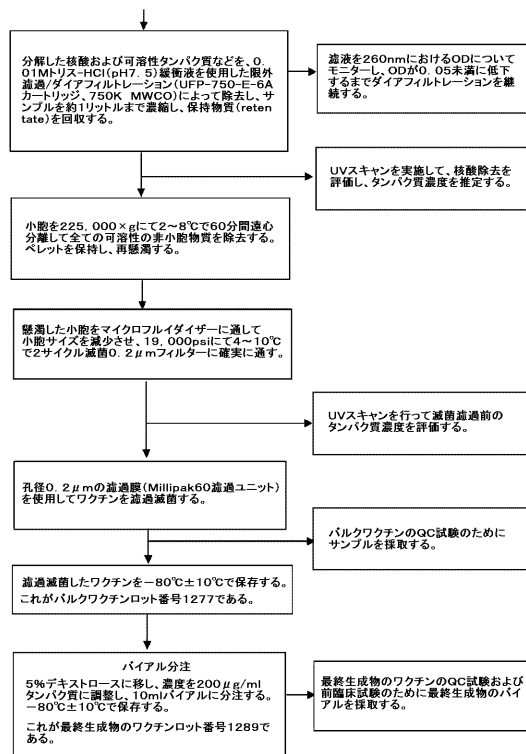 分解した核酸および可溶性タンパク質などを、0.
01Mトリス-HCl(pH7. 5)緩衝液を使用した限外
濾過/ダイアフィルトレーション(UFP-750-E-6A
カートリッジ、750K MWCO)によって除去し、サ
ンプルを約1リットルまで濃縮し、保持物質(reten
tate)を回収する。
濾液を260nmにおけるODについて
モニターし、ODが0. 05未満に低下
するまでダイアフィルトレーションを継
続する。
UVスキャンを実施して、核酸除去を
評価し、タンパク質濃度を推定する。
小胞を225, 000×gにて2~8℃で60分間遠心
分離して全ての可溶性の非小胞物質を除去する。
ペレットを保持し、再懸濁する。
懸濁した小胞をマイクロフルイダイザーに通して
小胞サイズを減少させ、19, 000psiにて4~10℃
で2サイクル滅菌0. 2μmフィルターに確実に通す。
UVスキャンを行って滅菌濾過前の
タンパク質濃度を評価する。
孔径0. 2μmの濾過膜(Millipak60濾過ユニット)
を使用してワクチンを濾過滅菌する。
バルクワクチンのQC試験のために
サンプルを採取する。
濾過滅菌したワクチンを-80℃±10℃で保存する。
これがバルクワクチンロット番号1277である。
バイアル分注
5%デキストロースに移し、濃度を200μg/ml
タンパク質に調整し、10mlバイアルに分注する。
-80℃±10℃で保存する。
これが最終生成物のワクチンロット番号1289で
ある。
最終生成物のワクチンのQC試験および
前臨床試験のために最終生成物のバイ
アルを採取する。